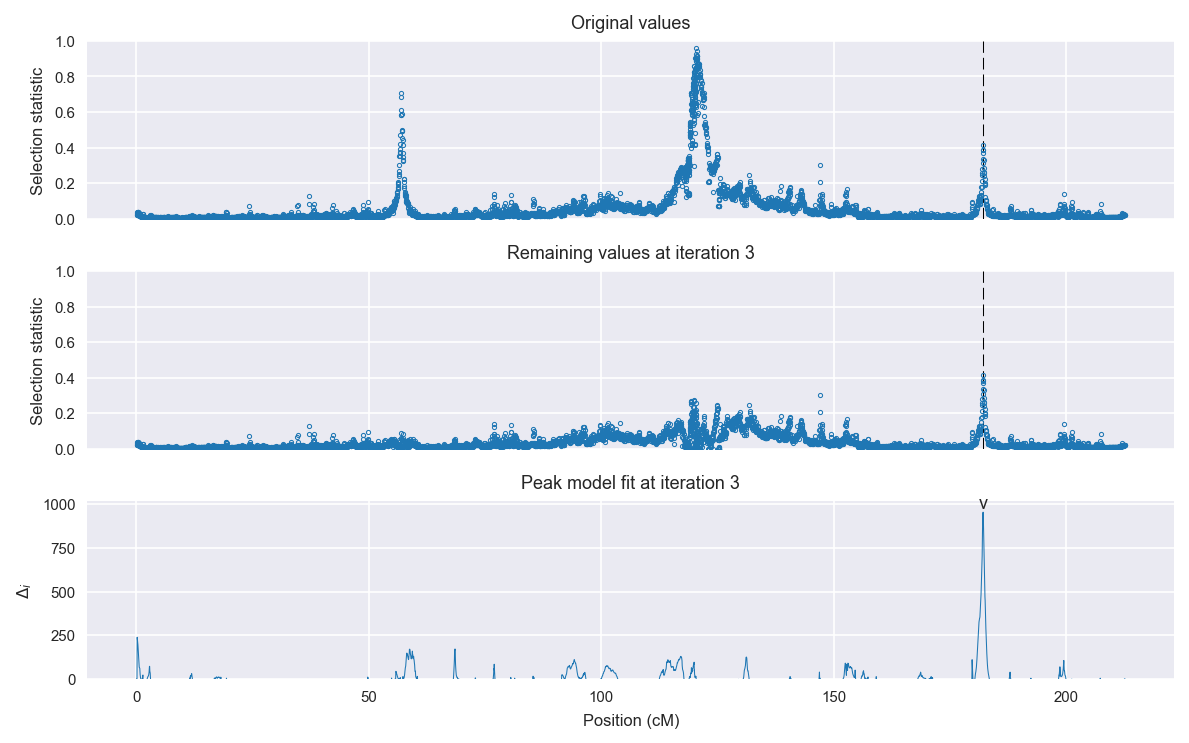 Original values
1.0
0.8
0.6
0.4
0.2
0.0
Selection statistic
Remaining values at iteration 3
1.0
0.8
0.6
0.4
0.2
0.0
Selection statistic
Peak model fit at iteration 3
v
1000
750
500
250
0
Δi
0 50 100 150 200
Position (cM)